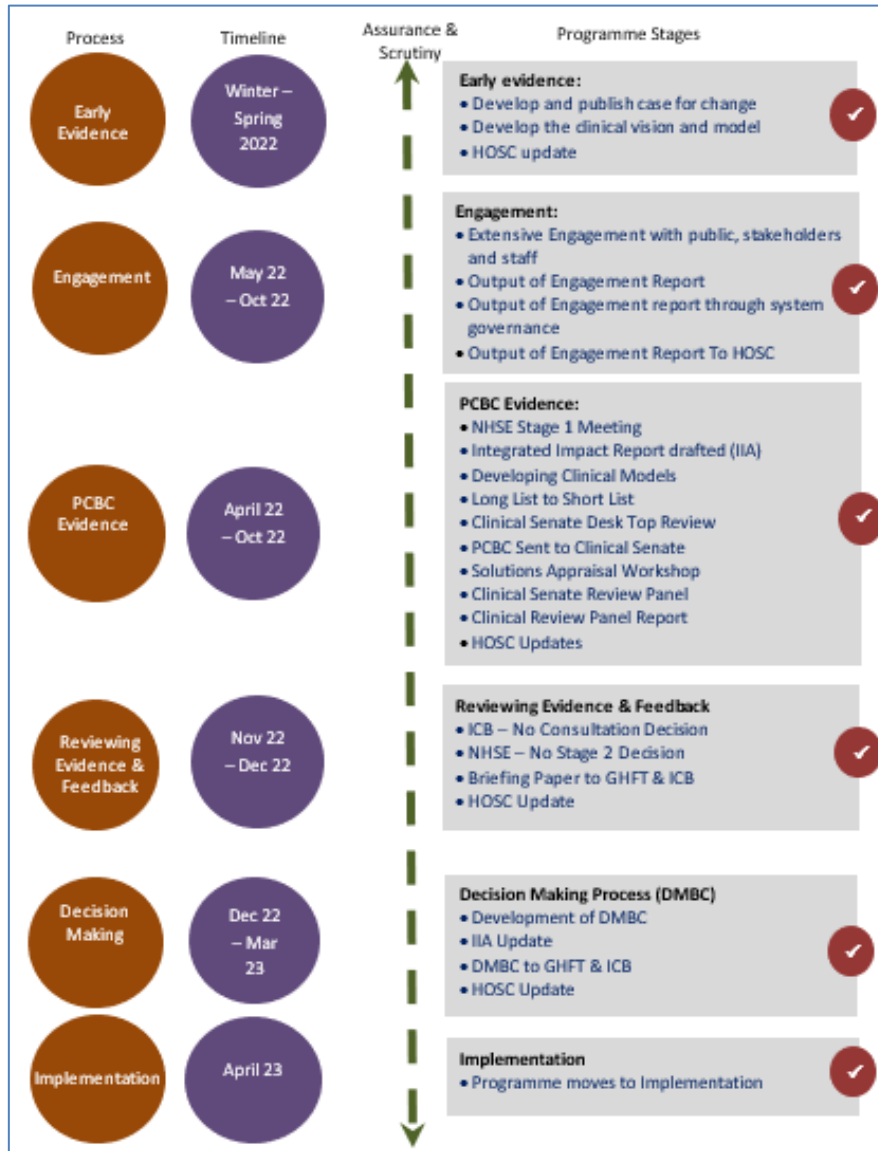 Process
Timeline
Assurance &
Scrutiny
Programme Stages
Early
Evidence
Winter –
Spring
2022
Early evidence:
• Develop and publish case for change
• Develop the clinical vision and model
• HOSC update
Engagement
May 22
– Oct 22
Engagement:
• Extensive Engagement with public, stakeholders
and staff
• Output of Engagement Report
• Output of Engagement report through system
governance
• Output of Engagement Report To HOSC
PCBC
Evidence
April 22
– Oct 22
PCBC Evidence:
• NHSE Stage 1 Meeting
• Integrated Impact Report drafted (IIA)
• Developing Clinical Models
• Long List to Short List
• Clinical Senate Desk Top Review
• PCBC Sent to Clinical Senate
• Solutions Appraisal Workshop
• Clinical Senate Review Panel
• Clinical Review Panel Report
• HOSC Updates
Reviewing
Evidence &
Feedback
Nov 22
– Dec 22
Reviewing Evidence & Feedback
• ICB – No Consultation Decision
• NHSE – No Stage 2 Decision
• Briefing Paper to GHFT & ICB
• HOSC Update
Decision
Making
Dec 22
– Mar
23
Decision Making Process (DMBC)
• Development of DMBC
• IIA Update
• DMBC to GHFT & ICB
• HOSC Update
Implementation
April 23
Implementation
• Programme moves to Implementation